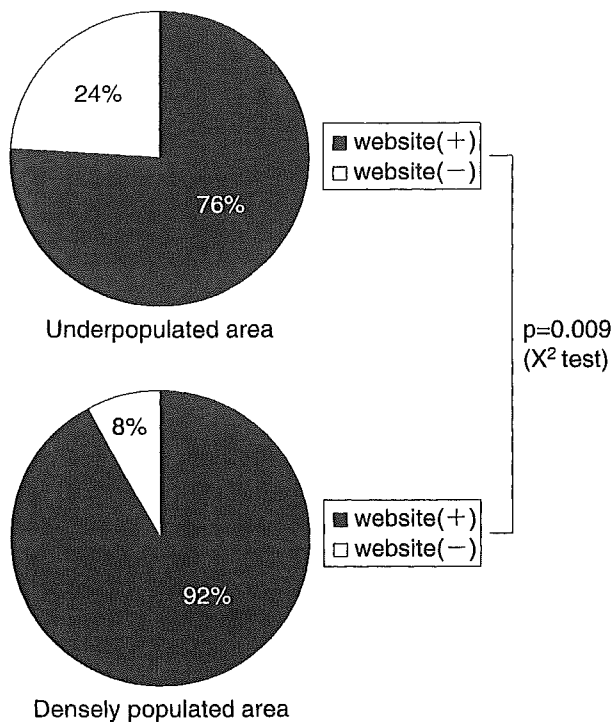 24%
76%
■ website(+)
□ website(−)
Underpopulated area
p=0.009
(X² test)
8%
92%
■ website(+)
□ website(−)
Densely populated area